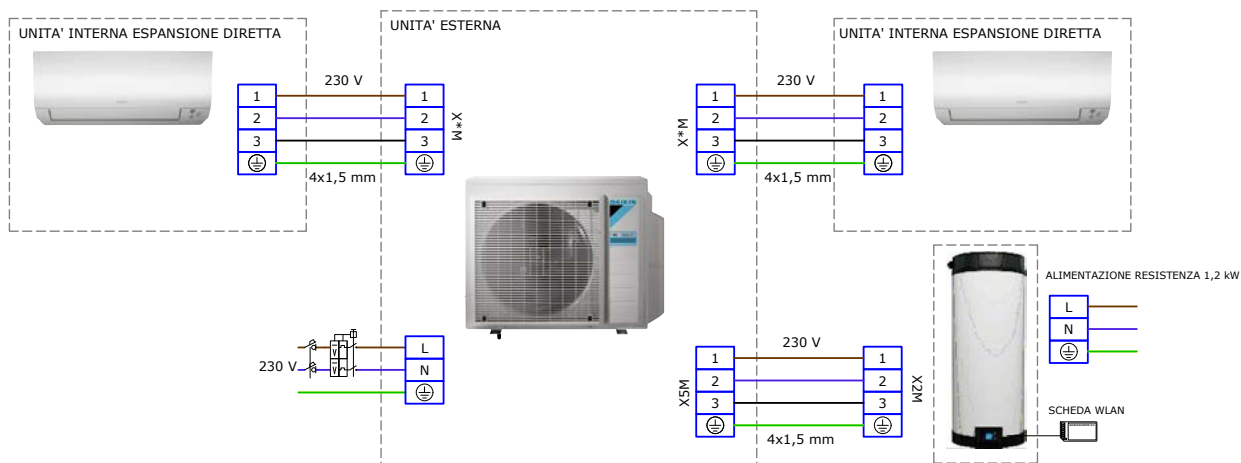 UNITA' INTERNA ESPANSIONE DIRETTA
UNITA' ESTERNA
UNITA' INTERNA ESPANSIONE DIRETTA
230 V
1
2
3
1
2
3
X*M
4x1,5 mm
230 V
X*M
1
2
3
1
2
3
4x1,5 mm
DAIKIN
230 V
L
N
230 V
X5M
1
2
3
1
2
3
X2M
4x1,5 mm
ALIMENTAZIONE RESISTENZA 1,2 kW
L
N
SCHEDA WLAN